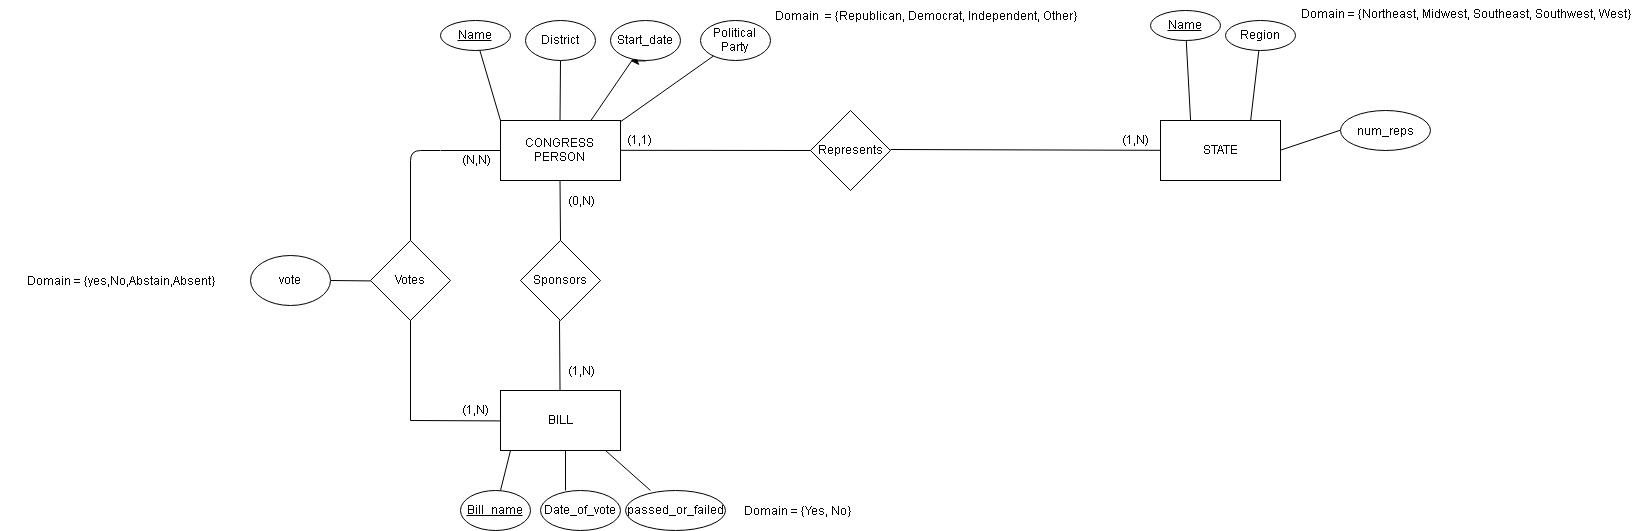 Domain = {Republican, Democrat, Independent, Other}
Domain = {Northeast, Midwest, Southeast, Southwest, West}
Name
District
Start_date
Political
Party
Name
Region
num_reps
CONGRESS
PERSON
(1,1)
Represents
(1,N)
STATE
(N,N)
(0,N)
Domain = {yes,No,Abstain,Absent}
vote
Votes
Sponsors
(1,N)
(1,N)
BILL
Bill_name
Date_of_vote
passed_or_failed
Domain = {Yes, No}